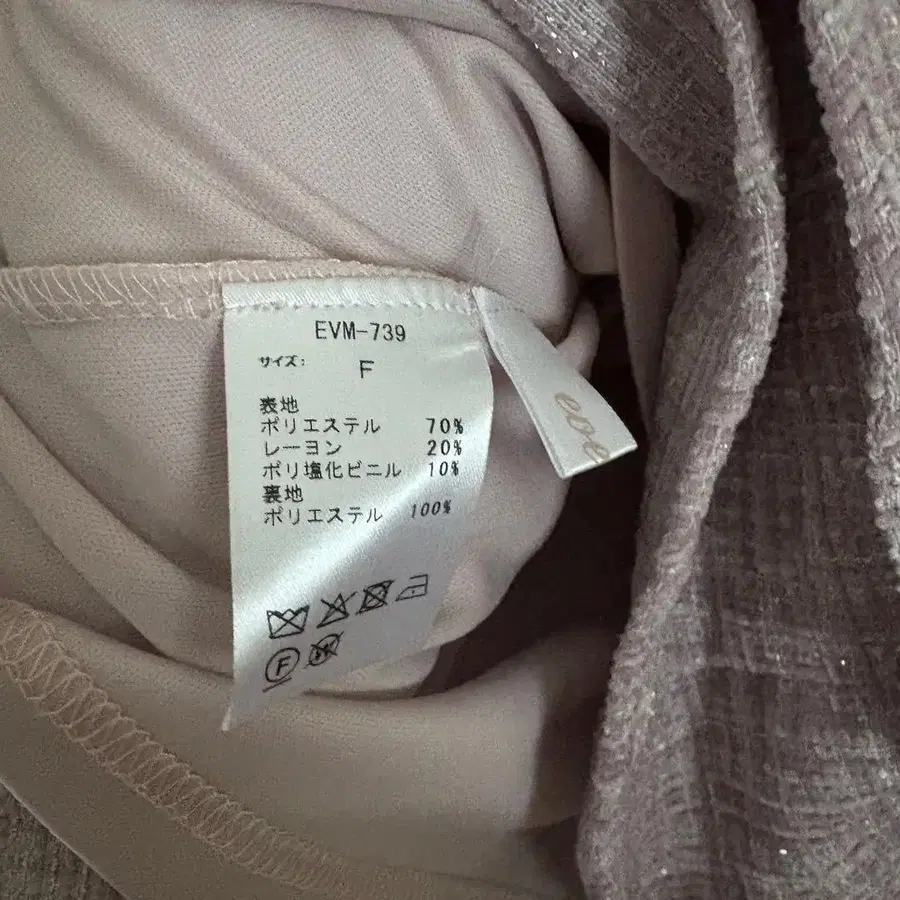 EVM-739
サイズ: F
表地
ポリエステル 70%
レーヨン 20%
ポリ塩化ビニル 10%
裏地
ポリエステル 100%
F